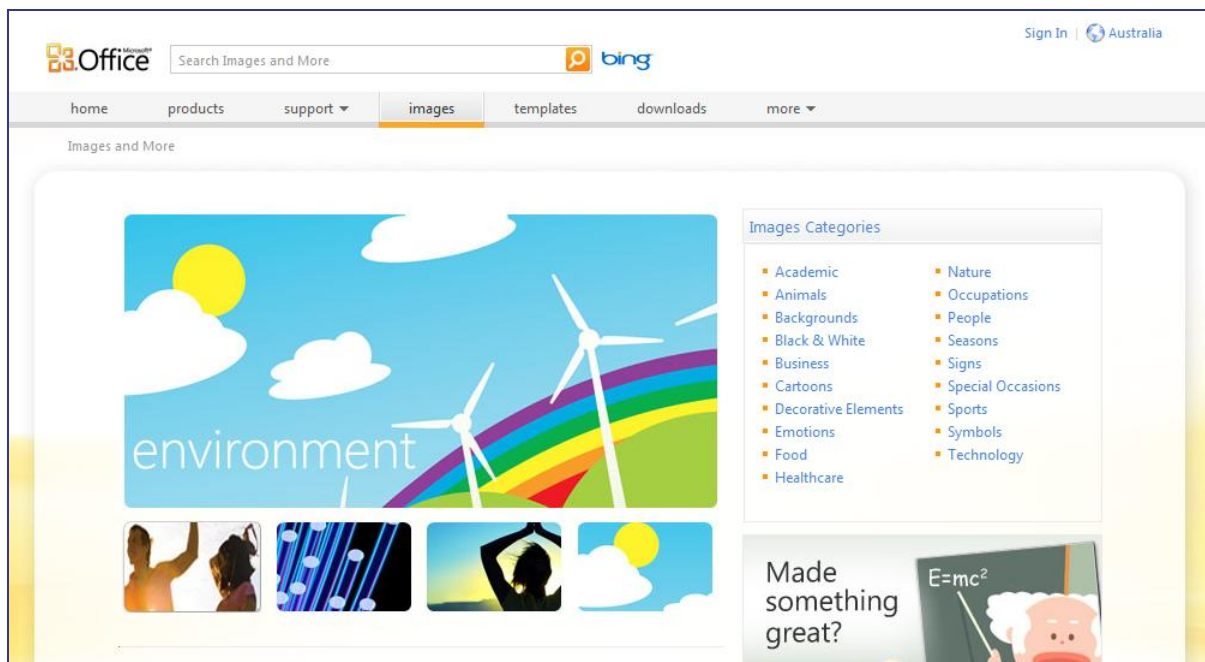 Sign In | Australia
Microsoft®
Office
Search Images and More
bing
home products support images templates downloads more
Images and More
environment
Images Categories
Academic
Animals
Backgrounds
Black & White
Business
Cartoons
Decorative Elements
Emotions
Food
Healthcare
Nature
Occupations
People
Seasons
Signs
Special Occasions
Sports
Symbols
Technology
Made
something
great?
E=mc²